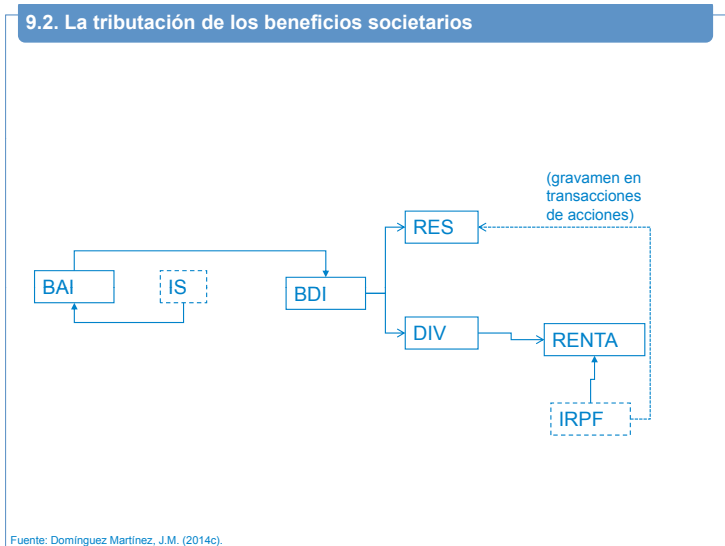 9.2. La tributación de los beneficios societarios
(gravamen en
transacciones
de acciones)
RES
BAI
IS
BDI
DIV
RENTA
IRPF
Fuente: Domínguez Martínez, J.M. (2014c).